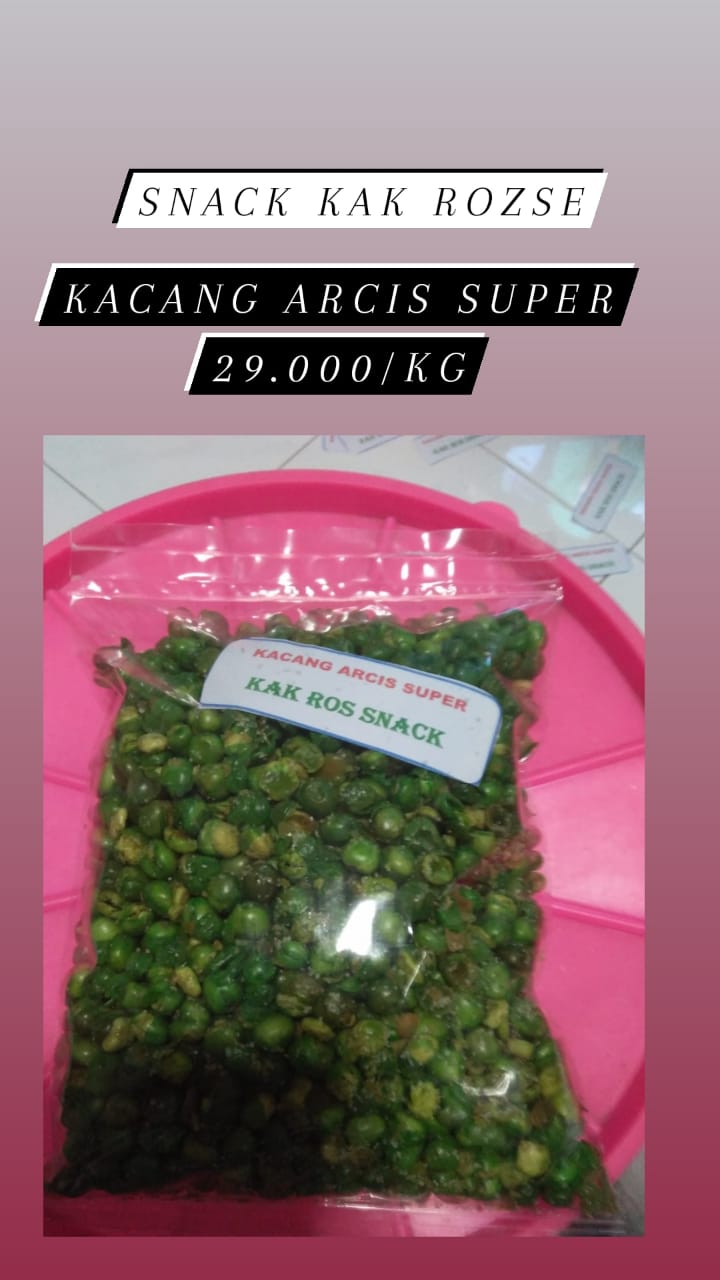 SNACK KAK ROZSE
KACANG ARCIS SUPER
29.000/KG
KACANG ARCIS SUPER
KAK ROS SNACK